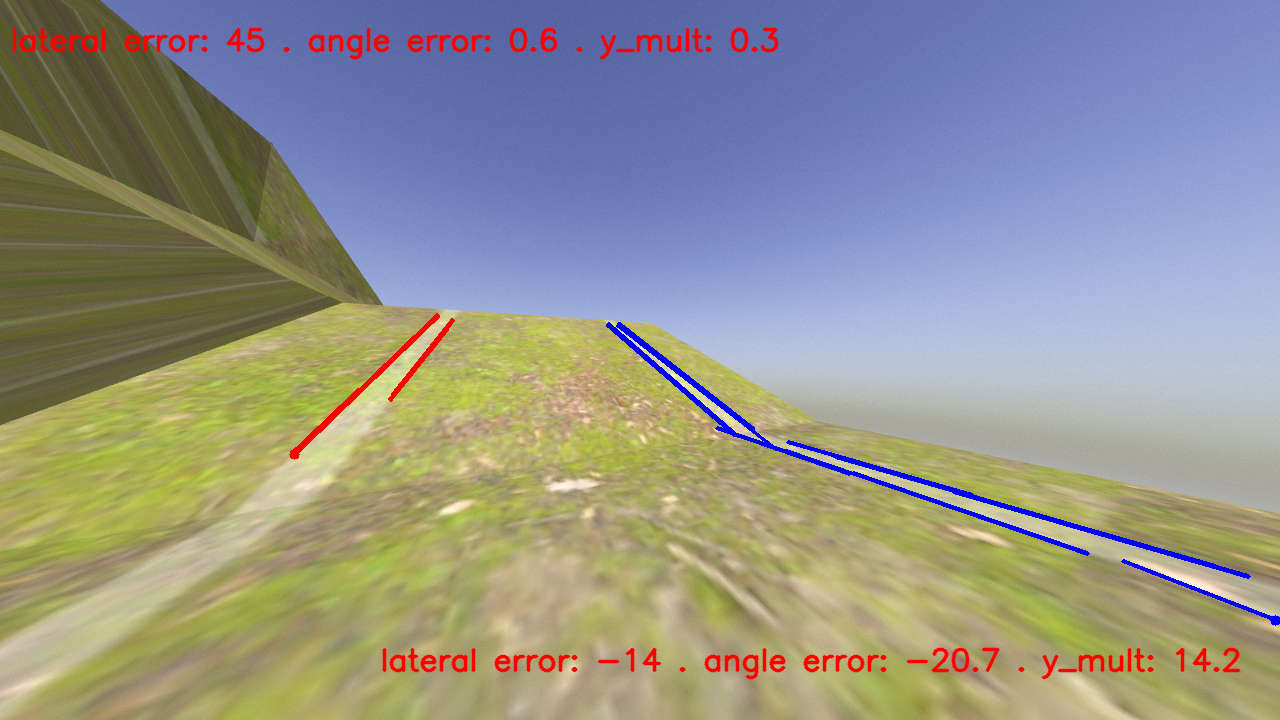 lateral error: 45 . angle error: 0.6 . y_mult: 0.3
lateral error: -14 . angle error: -20.7 . y_mult: 14.2